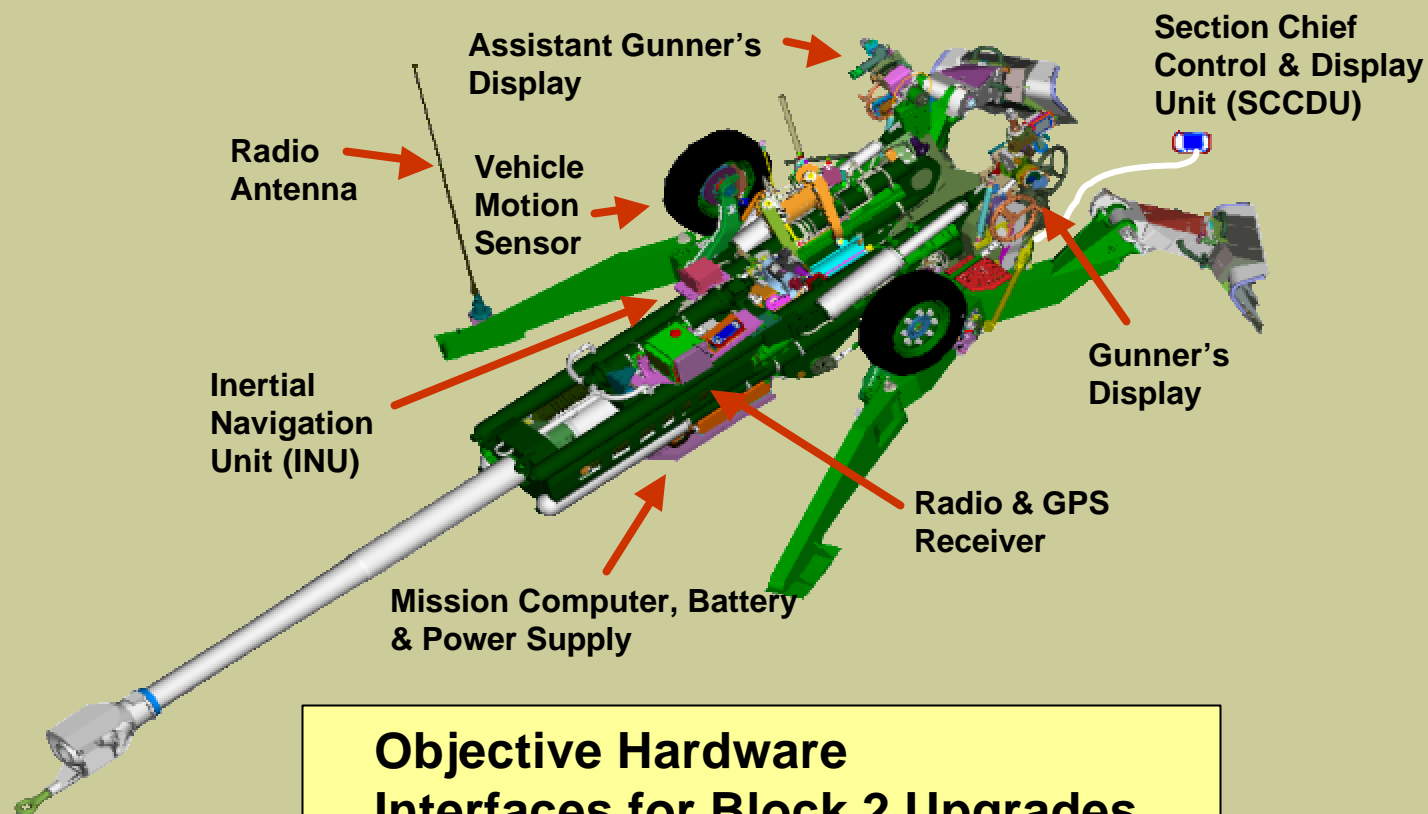 Assistant Gunner’s
Display
Section Chief
Control & Display
Unit (SCCDU)
Radio
Antenna
Vehicle
Motion
Sensor
Inertial
Navigation
Unit (INU)
Gunner’s
Display
Radio & GPS
Receiver
Mission Computer, Battery
& Power Supply
Objective Hardware
Interfaces for Block 2 Upgrades